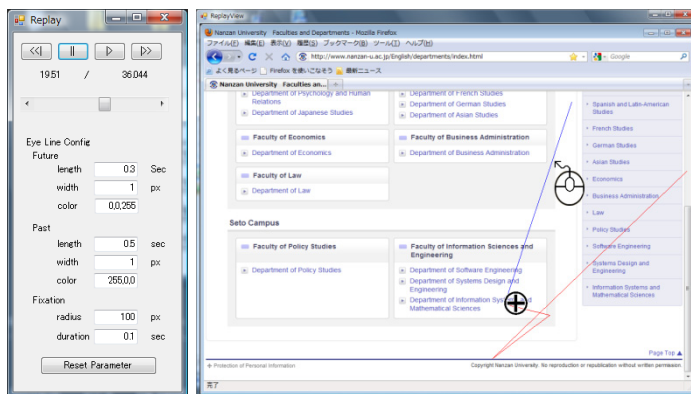 Replay
<<| || ▷ ▷>
1951 / 36.044
Eye Line Config
Future
length 0.3 Sec
width 1 px
color 0,0,255
Past
length 0.5 sec
width 1 px
color 255,0,0
Fixation
radius 100 px
duration 0.1 sec
Reset Parameter
ReplayView
Nanzan University Faculties and Departments - Mozilla Firefox
ファイル(F) 編集(E) 表示(V) 履歴(S) ブックマーク(B) ツール(T) ヘルプ(H)
http://www.nanzan-u.ac.jp/English/departments/index.html
Google
よく見るページ Firefox を使いこなそう 最新ニュース
Nanzan University Faculties an...
Department of Psychology and Human Relations
Department of Japanese Studies
Department of French Studies
Department of German Studies
Department of Asian Studies
Faculty of Economics
Department of Economics
Faculty of Business Administration
Department of Business Administration
Faculty of Law
Department of Law
Seto Campus
Faculty of Policy Studies
Department of Policy Studies
Faculty of Information Sciences and
Engineering
Department of Software Engineering
Department of Systems Design and
Engineering
Department of Information Systems and
Mathematical Sciences
Spanish and Latin-American
Studies
French Studies
German Studies
Asian Studies
Economics
Business Administration
Law
Policy Studies
Software Engineering
Systems Design and
Engineering
Information Systems and
Mathematical Sciences
Page Top
Protection of Personal Information
Copyright Nanzan University. No reproduction or republication without written permission.
完了